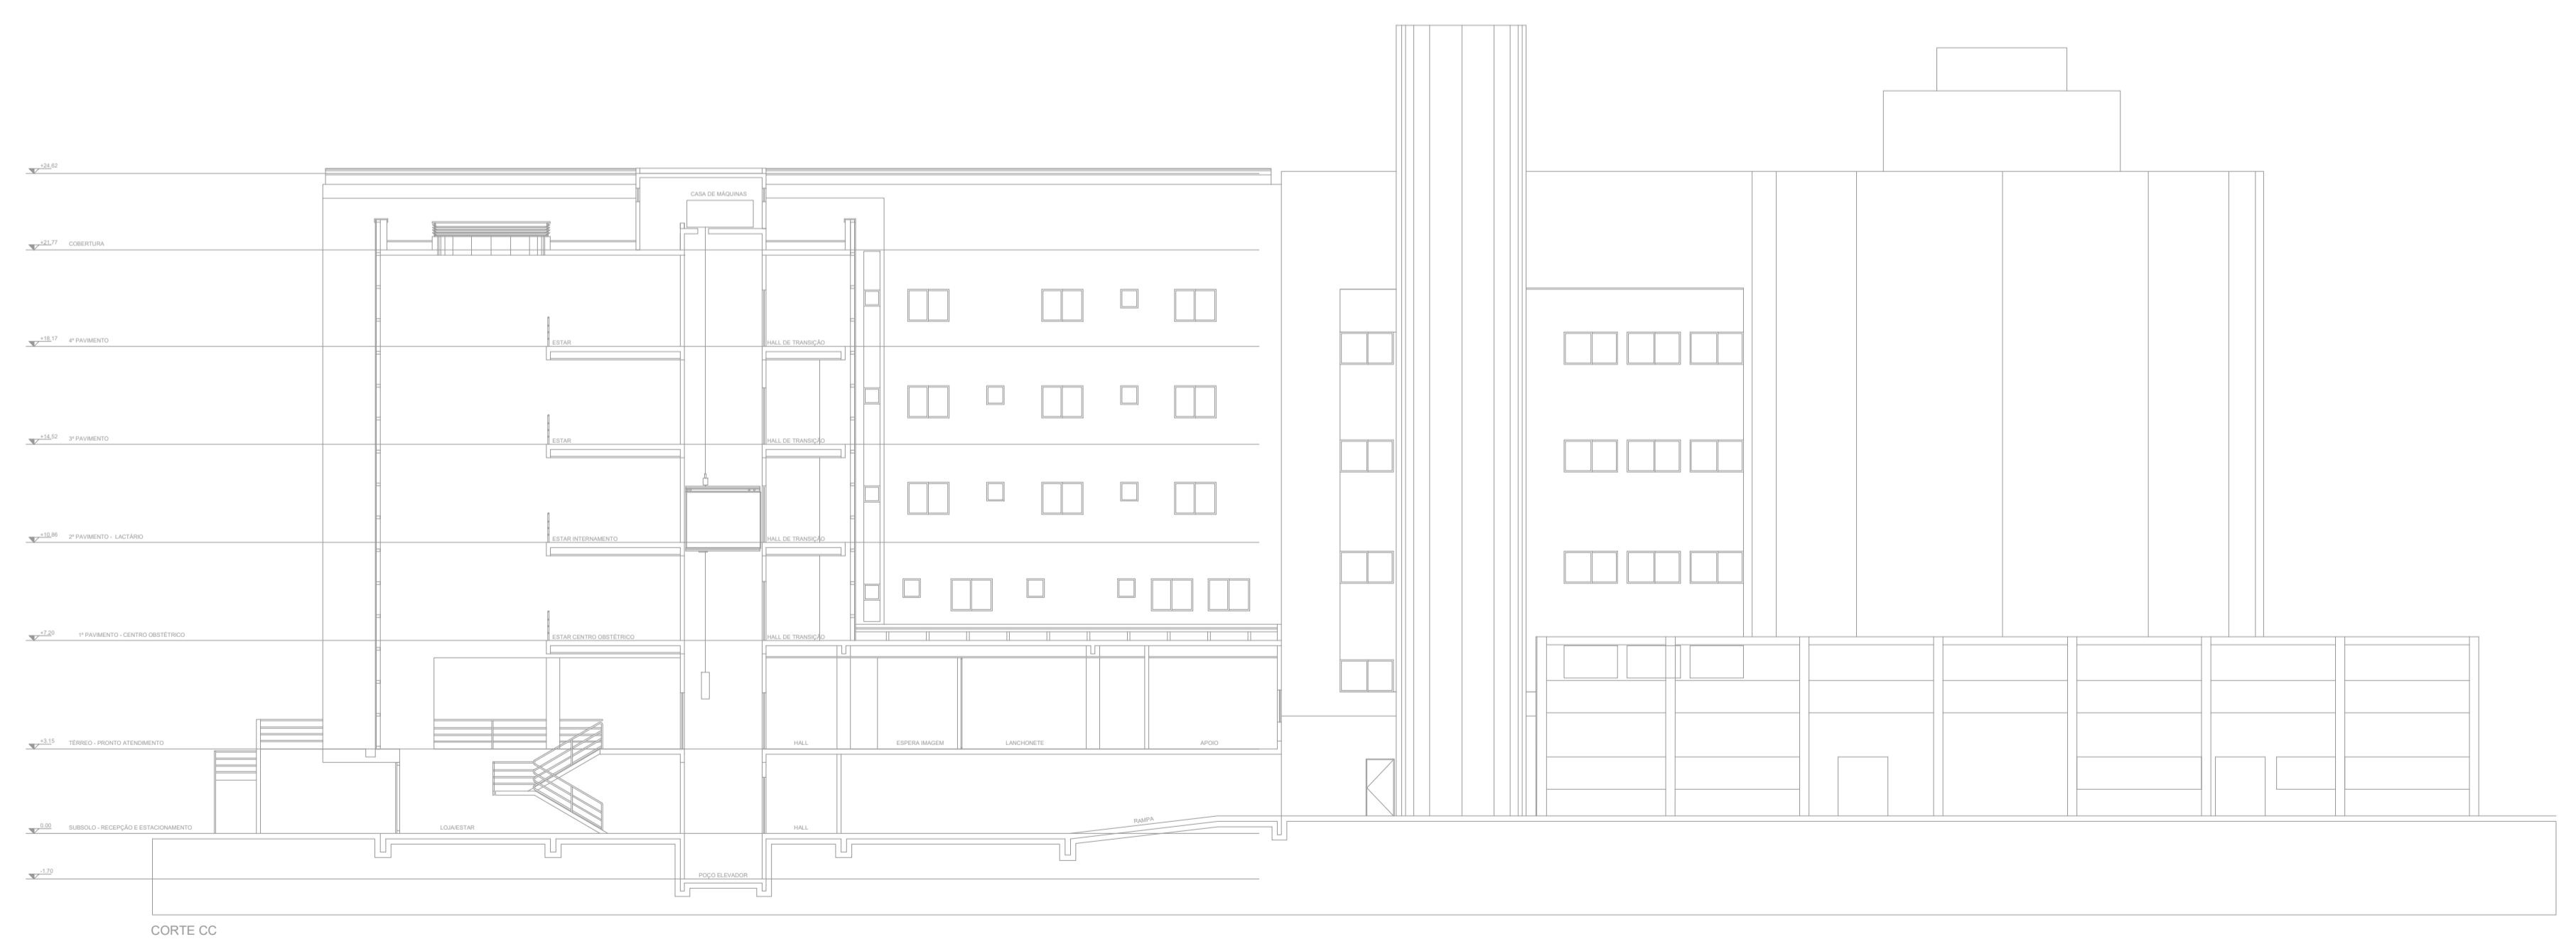 +24,62
CASA DE MÁQUINAS
+21,77 COBERTURA
+18,17 4º PAVIMENTO ESTAR HALL DE TRANSIÇÃO
+14,52 3º PAVIMENTO ESTAR HALL DE TRANSIÇÃO
+10,86 2º PAVIMENTO - LACTÁRIO ESTAR INTERNAMENTO HALL DE TRANSIÇÃO
+7,20 1º PAVIMENTO - CENTRO OBSTÉTRICO ESTAR CENTRO OBSTÉTRICO HALL DE TRANSIÇÃO
+3,15 TÉRREO - PRONTO ATENDIMENTO HALL ESPERA IMAGEM LANCHONETE APOIO
RAMPA
0,00 SUBSOLO - RECEPÇÃO E ESTACIONAMENTO LOJA/ESTAR HALL
-1,70 POÇO ELEVADOR
CORTE CC